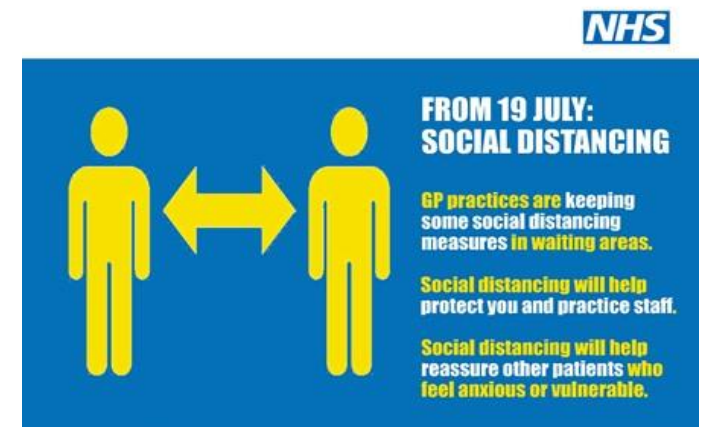 NHS
FROM 19 JULY:
SOCIAL DISTANCING
GP practices are keeping
some social distancing
measures in waiting areas.
Social distancing will help
protect you and practice staff.
Social distancing will help
reassure other patients who
feel anxious or vulnerable.